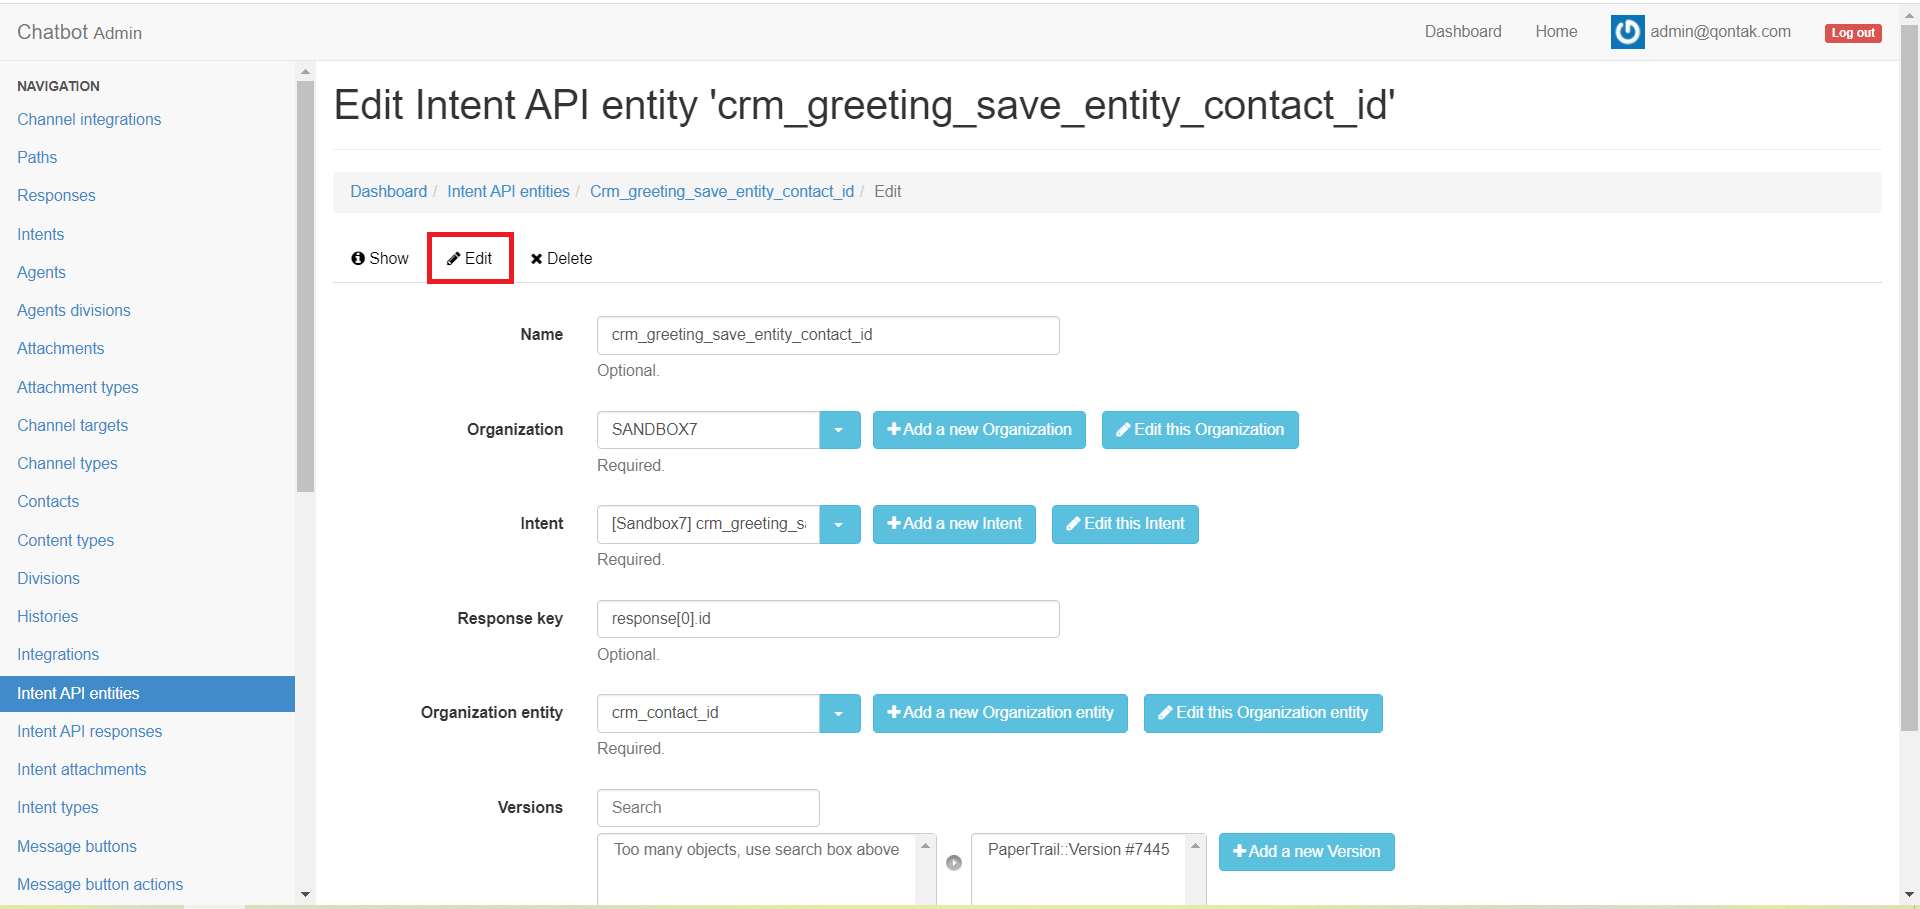 Chatbot Admin
Dashboard
Home
admin@qontak.com
Log out
NAVIGATION
Channel integrations
Paths
Responses
Intents
Agents
Agents divisions
Attachments
Attachment types
Channel targets
Channel types
Contacts
Content types
Divisions
Histories
Integrations
Intent API entities
Intent API responses
Intent attachments
Intent types
Message buttons
Message button actions
Edit Intent API entity 'crm_greeting_save_entity_contact_id'
Dashboard / Intent API entities / Crm_greeting_save_entity_contact_id / Edit
Show
Edit
Delete
Name
crm_greeting_save_entity_contact_id
Optional.
Organization
SANDBOX7
Add a new Organization
Edit this Organization
Required.
Intent
[Sandbox7] crm_greeting_sa
Add a new Intent
Edit this Intent
Required.
Response key
response[0].id
Optional.
Organization entity
crm_contact_id
Add a new Organization entity
Edit this Organization entity
Required.
Versions
Search
Too many objects, use search box above
PaperTrail::Version #7445
Add a new Version